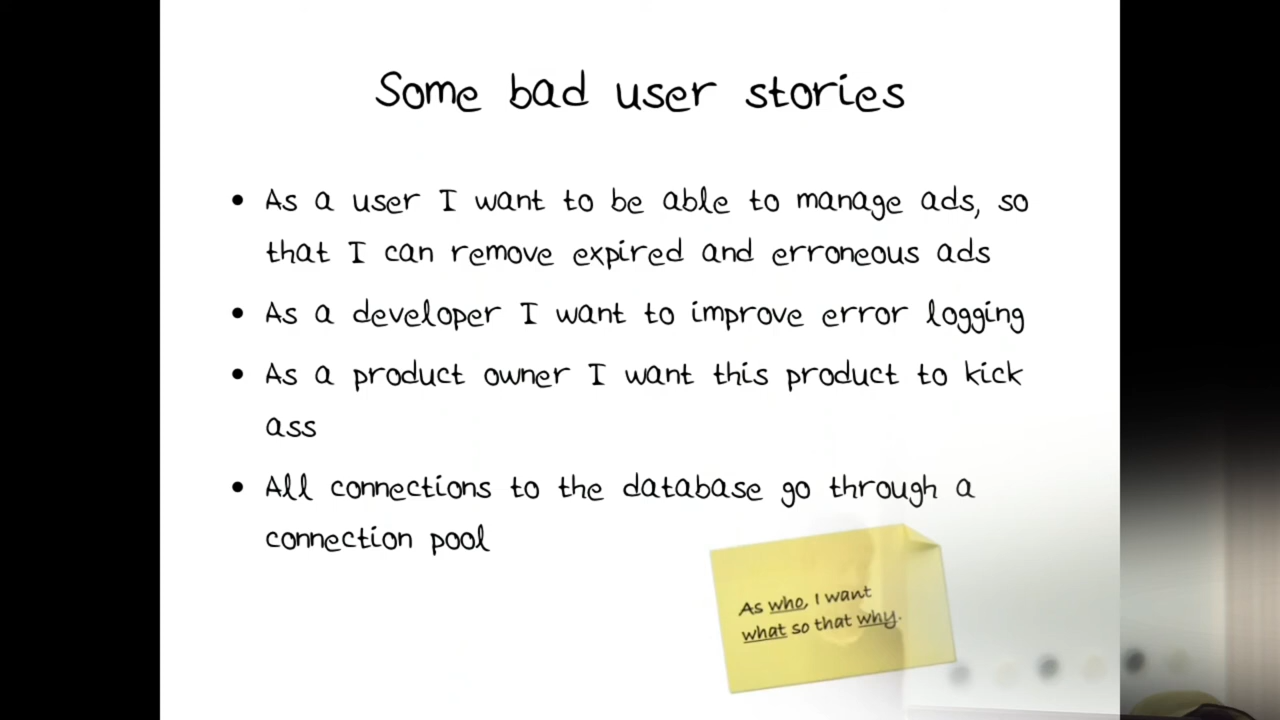 Some bad user stories
• As a user I want to be able to manage ads, so
that I can remove expired and erroneous ads
• As a developer I want to improve error logging
• As a product owner I want this product to kick
ass
• All connections to the database go through a
connection pool
As who, I want
what so that why.